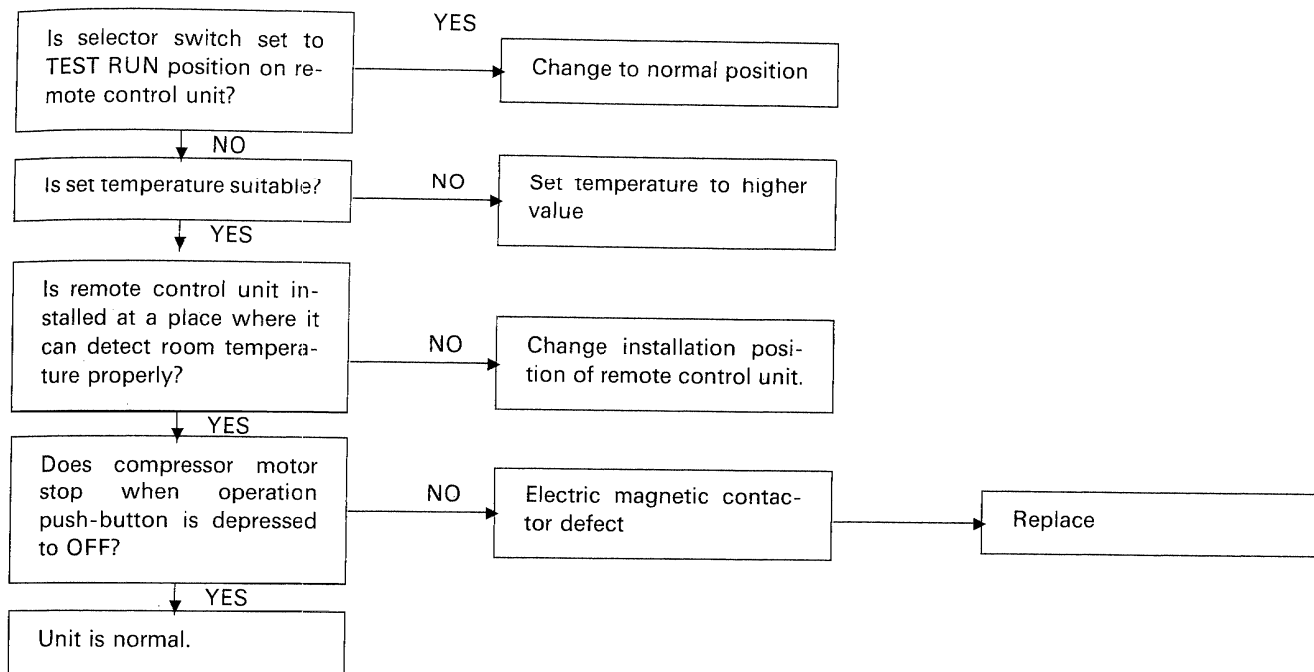 YES
Is selector switch set to
TEST RUN position on re-
mote control unit?
Change to normal position
NO
Is set temperature suitable?
NO
Set temperature to higher
value
YES
Is remote control unit in-
stalled at a place where it
can detect room tempera-
ture properly?
NO
Change installation posi-
tion of remote control unit.
YES
Does compressor motor
stop when operation
push-button is depressed
to OFF?
NO
Electric magnetic contac-
tor defect
Replace
YES
Unit is normal.